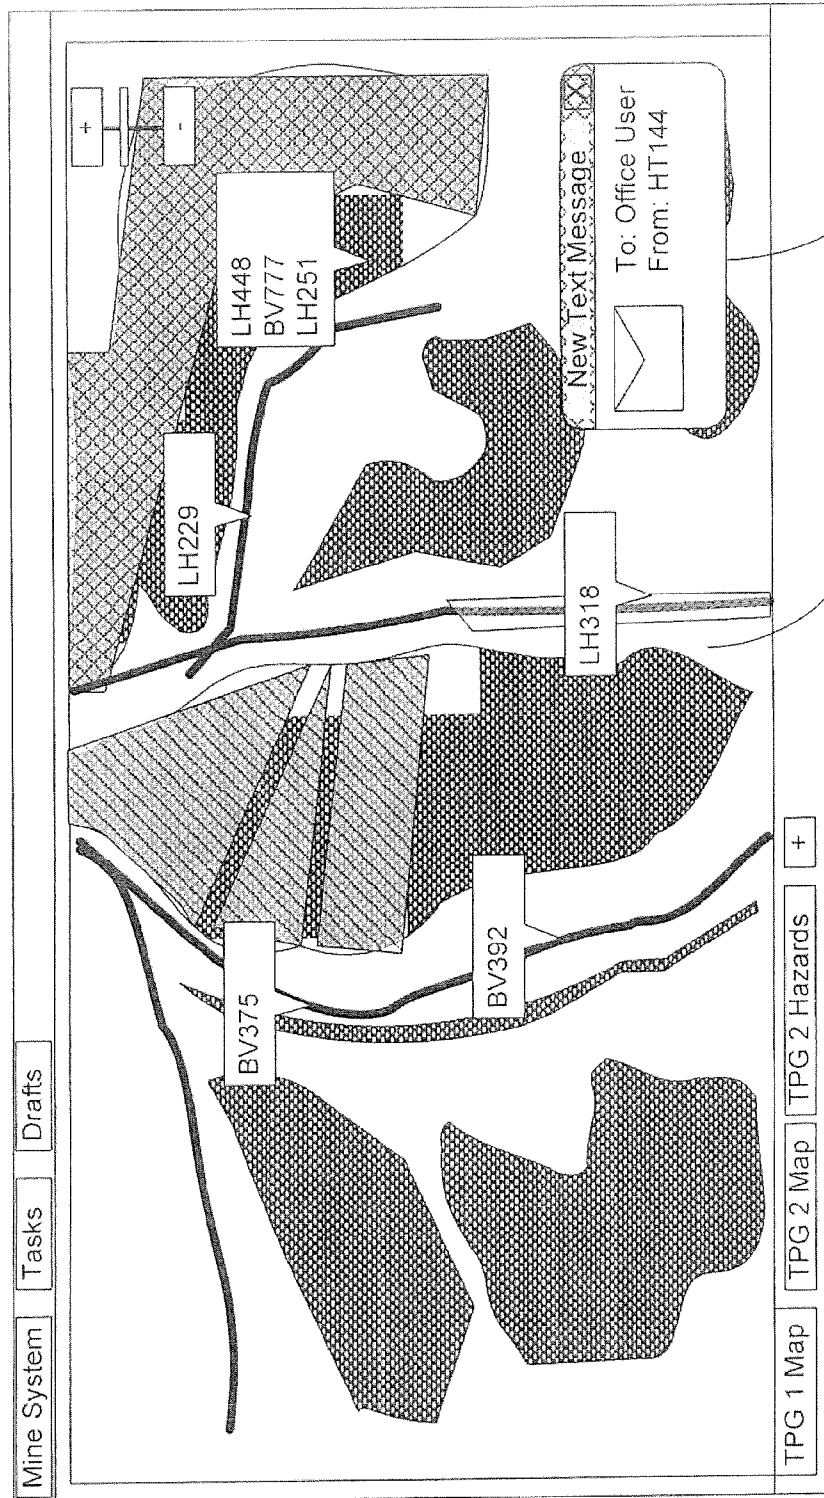 Mine System
Tasks
Drafts
+
-
LH448
BV777
LH251
LH229
New Text Message
To: Office User
From: HT144
LH318
BV375
BV392
TPG 1 Map
TPG 2 Map
TPG 2 Hazards
+